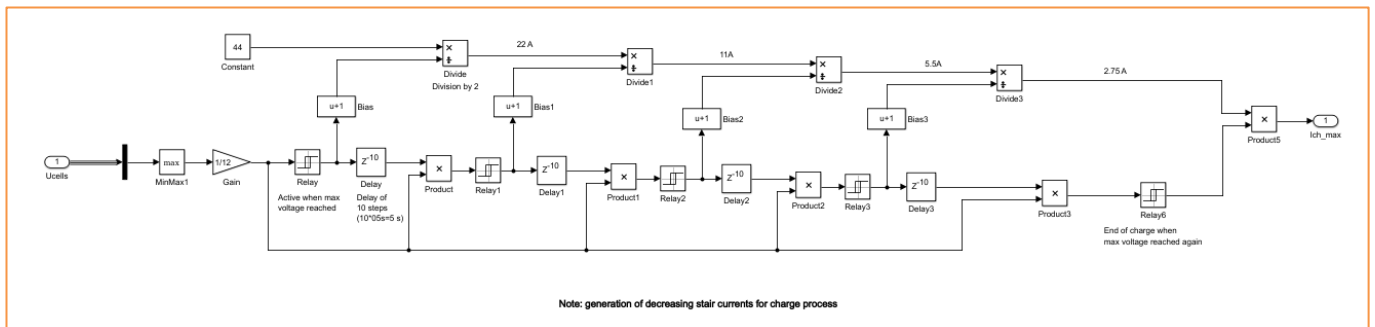 44
Constant
×
÷
Divide
Division by 2
22 A
×
÷
Divide1
11A
×
÷
Divide2
5.5A
×
÷
Divide3
2.75 A
u+1
Bias
u+1
Bias1
u+1
Bias2
u+1
Bias3
×
Product5
1
Ich_max
1
Ucells
max
MinMax1
1/12
Gain
Relay
Active when max
voltage reached
Z-10
Delay
Delay of
10 steps
(10*05s=5 s)
×
Product
Relay1
Z-10
Delay1
×
Product1
Relay2
Z-10
Delay2
×
Product2
Relay3
Z-10
Delay3
×
Product3
Relay6
End of charge when
max voltage reached again
Note: generation of decreasing stair currents for charge process